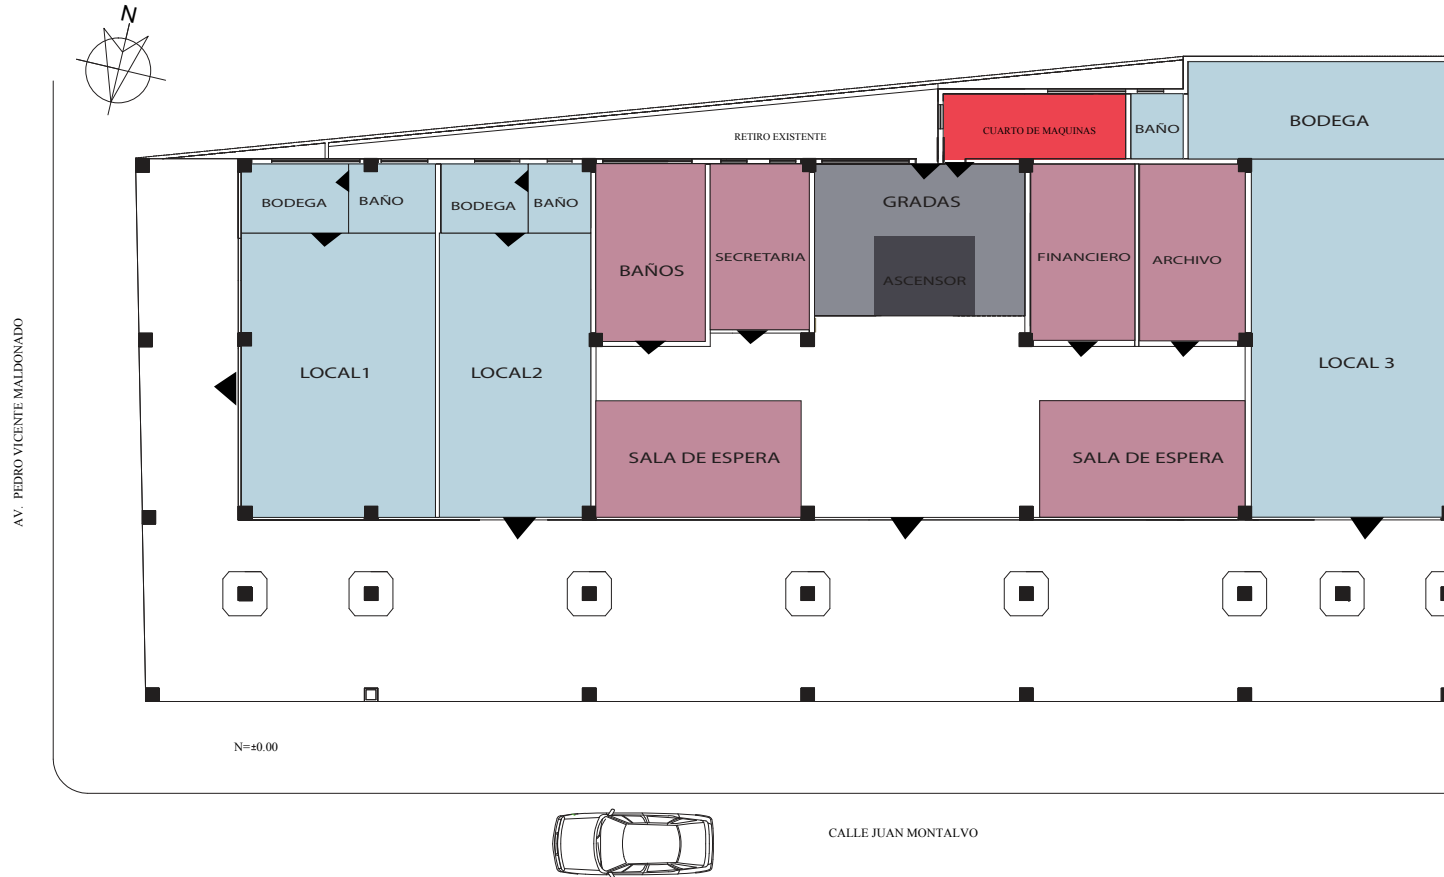 N
RETIRO EXISTENTE
CUARTO DE MAQUINAS
BAÑO
BODEGA
BODEGA
BAÑO
BODEGA
BAÑO
GRADAS
BAÑOS
SECRETARIA
ASCENSOR
FINANCIERO
ARCHIVO
LOCAL1
LOCAL2
LOCAL 3
SALA DE ESPERA
SALA DE ESPERA
AV. PEDRO VICENTE MALDONADO
N=±0.00
CALLE JUAN MONTALVO